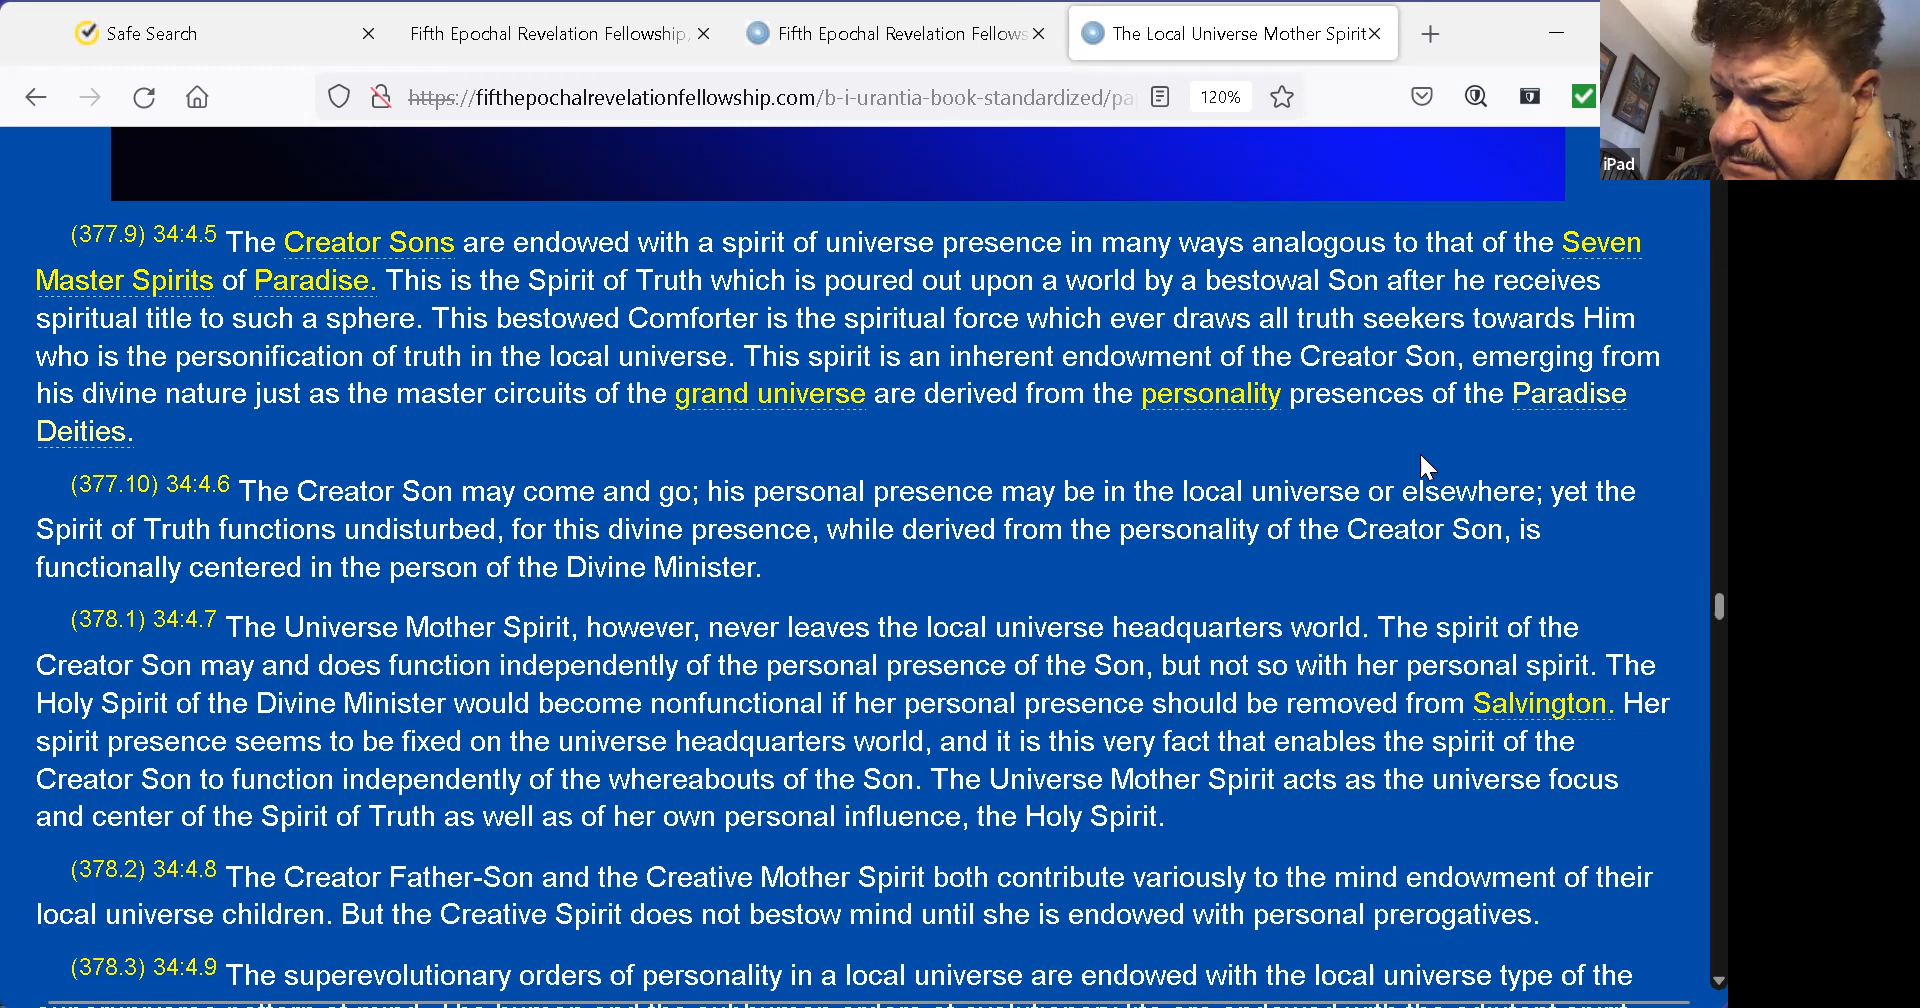 Safe Search
Fifth Epochal Revelation Fellowship,
Fifth Epochal Revelation Fellows
The Local Universe Mother Spirit
https://fifthepochalrevelationfellowship.com/b-i-urantia-book-standardized/pa
120%
iPad
(377.9) 34:4.5 The Creator Sons are endowed with a spirit of universe presence in many ways analogous to that of the Seven
Master Spirits of Paradise. This is the Spirit of Truth which is poured out upon a world by a bestowal Son after he receives
spiritual title to such a sphere. This bestowed Comforter is the spiritual force which ever draws all truth seekers towards Him
who is the personification of truth in the local universe. This spirit is an inherent endowment of the Creator Son, emerging from
his divine nature just as the master circuits of the grand universe are derived from the personality presences of the Paradise
Deities.
(377.10) 34:4.6 The Creator Son may come and go; his personal presence may be in the local universe or elsewhere; yet the
Spirit of Truth functions undisturbed, for this divine presence, while derived from the personality of the Creator Son, is
functionally centered in the person of the Divine Minister.
(378.1) 34:4.7 The Universe Mother Spirit, however, never leaves the local universe headquarters world. The spirit of the
Creator Son may and does function independently of the personal presence of the Son, but not so with her personal spirit. The
Holy Spirit of the Divine Minister would become nonfunctional if her personal presence should be removed from Salvington. Her
spirit presence seems to be fixed on the universe headquarters world, and it is this very fact that enables the spirit of the
Creator Son to function independently of the whereabouts of the Son. The Universe Mother Spirit acts as the universe focus
and center of the Spirit of Truth as well as of her own personal influence, the Holy Spirit.
(378.2) 34:4.8 The Creator Father-Son and the Creative Mother Spirit both contribute variously to the mind endowment of their
local universe children. But the Creative Spirit does not bestow mind until she is endowed with personal prerogatives.
(378.3) 34:4.9 The superevolutionary orders of personality in a local universe are endowed with the local universe type of the